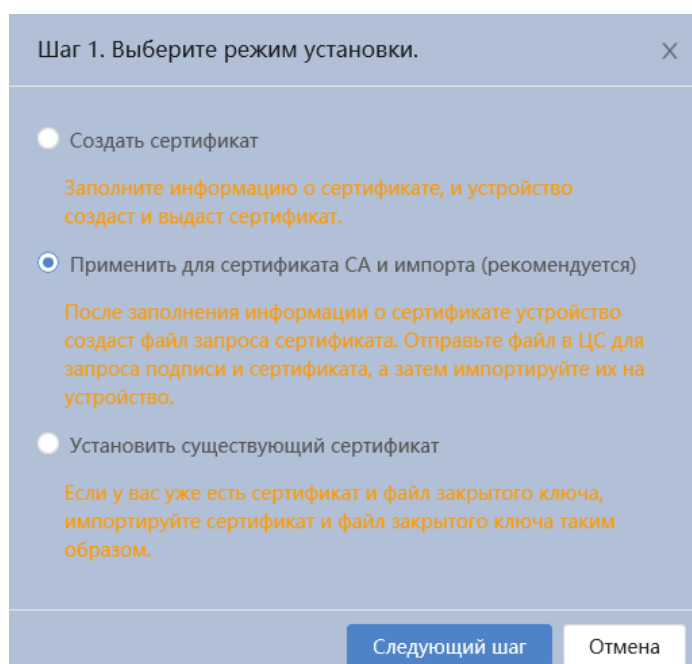 Шаг 1. Выберите режим установки.
Создать сертификат
Заполните информацию о сертификате, и устройство
создаст и выдаст сертификат.
Применить для сертификата CA и импорта (рекомендуется)
После заполнения информации о сертификате устройство
создаст файл запроса сертификата. Отправьте файл в ЦС для
запроса подписи и сертификата, а затем импортируйте их на
устройство.
Установить существующий сертификат
Если у вас уже есть сертификат и файл закрытого ключа,
импортируйте сертификат и файл закрытого ключа таким
образом.
Следующий шаг
Отмена